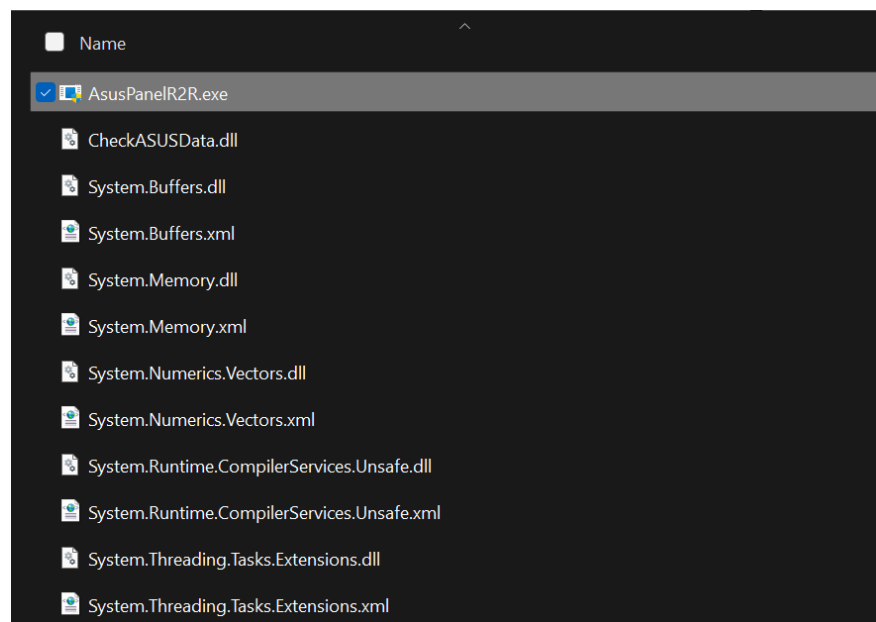 Name
AsusPanelR2R.exe
CheckASUSData.dll
System.Buffers.dll
System.Buffers.xml
System.Memory.dll
System.Memory.xml
System.Numerics.Vectors.dll
System.Numerics.Vectors.xml
System.Runtime.CompilerServices.Unsafe.dll
System.Runtime.CompilerServices.Unsafe.xml
System.Threading.Tasks.Extensions.dll
System.Threading.Tasks.Extensions.xml